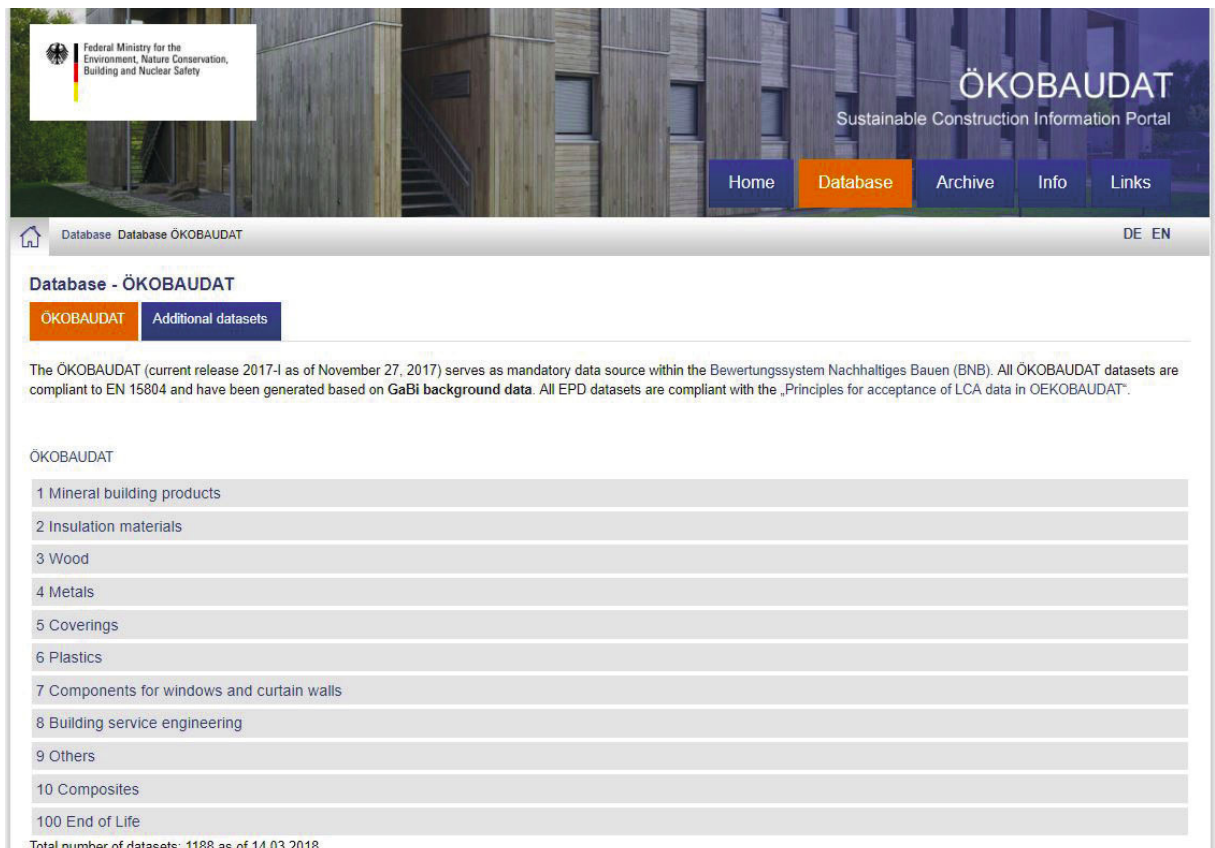 Federal Ministry for the
Environment, Nature Conservation,
Building and Nuclear Safety
ÖKOBAUDAT
Sustainable Construction Information Portal
Home Database Archive Info Links
Database Database ÖKOBAUDAT DE EN
Database - ÖKOBAUDAT
ÖKOBAUDAT Additional datasets
The ÖKOBAUDAT (current release 2017-I as of November 27, 2017) serves as mandatory data source within the Bewertungssystem Nachhaltiges Bauen (BNB). All ÖKOBAUDAT datasets are
compliant to EN 15804 and have been generated based on GaBi background data. All EPD datasets are compliant with the „Principles for acceptance of LCA data in OEKOBAUDAT“.
ÖKOBAUDAT
1 Mineral building products
2 Insulation materials
3 Wood
4 Metals
5 Coverings
6 Plastics
7 Components for windows and curtain walls
8 Building service engineering
9 Others
10 Composites
100 End of Life
Total number of datasets: 1188 as of 14.03.2018